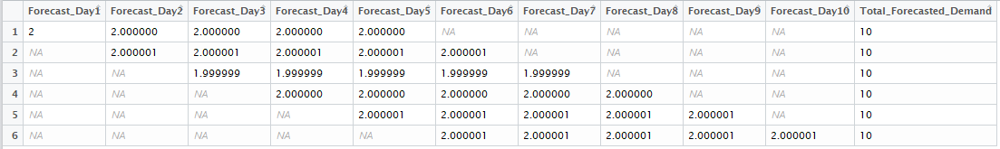 Forecast_Day1 Forecast_Day2 Forecast_Day3 Forecast_Day4 Forecast_Day5 Forecast_Day6 Forecast_Day7 Forecast_Day8 Forecast_Day9 Forecast_Day10 Total_Forecasted_Demand
1 2 2.000000 2.000000 2.000000 2.000000 NA NA NA NA NA 10
2 NA 2.000001 2.000001 2.000001 2.000001 2.000001 NA NA NA NA 10
3 NA NA 1.999999 1.999999 1.999999 1.999999 1.999999 NA NA NA 10
4 NA NA NA 2.000000 2.000000 2.000000 2.000000 2.000000 NA NA 10
5 NA NA NA NA 2.000001 2.000001 2.000001 2.000001 2.000001 NA 10
6 NA NA NA NA NA 2.000001 2.000001 2.000001 2.000001 2.000001 10